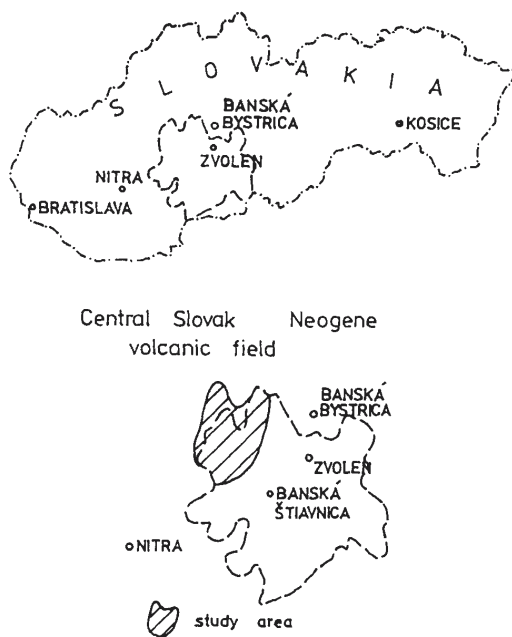 SLOVAKIA
BANSKÁ
BYSTRICA
KOSICE
ZVOLEN
NITRA
BRATISLAVA
Central Slovak Neogene
volcanic field
BANSKÁ
BYSTRICA
ZVOLEN
BANSKÁ
ŠTIAVNICA
NITRA
study area